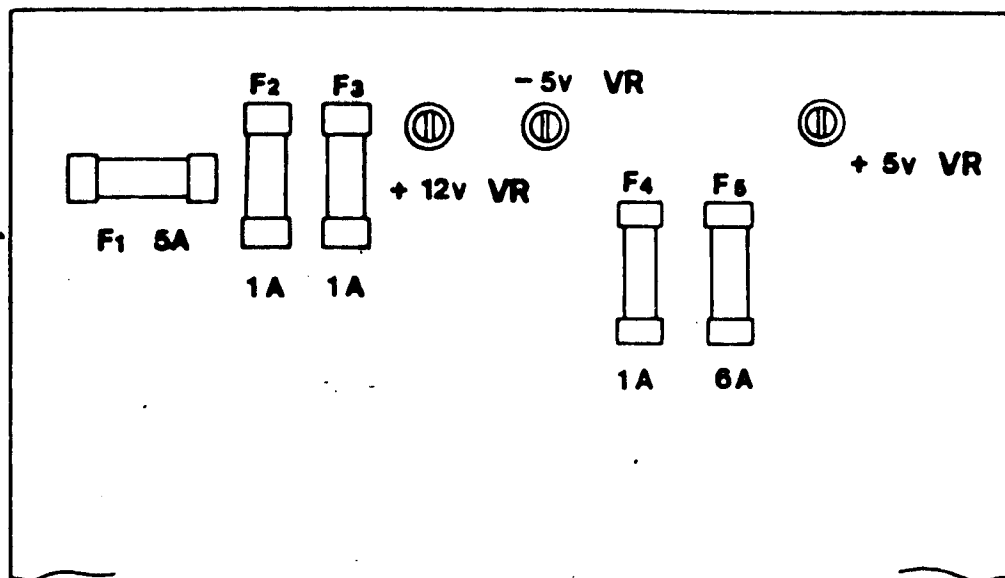 F2 F3 - 5v VR
+ 12v VR + 5v VR
F4 F5
F1 5A
1A 1A
1A 6A